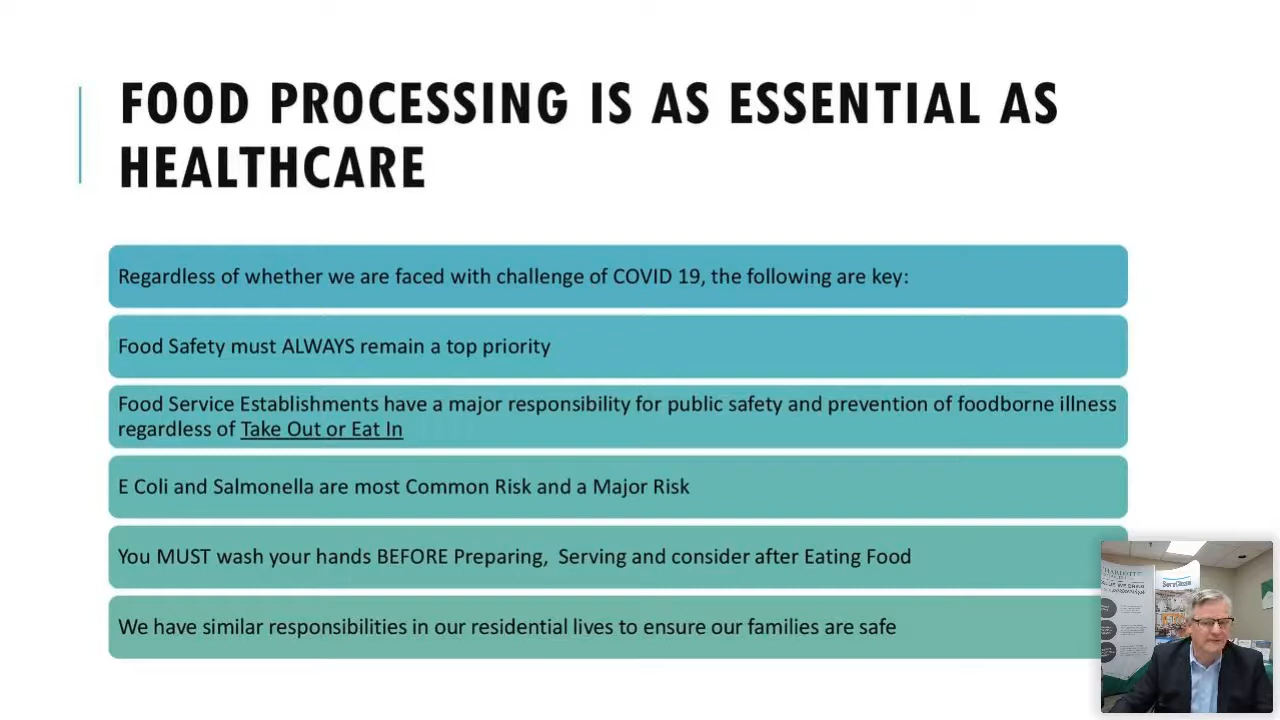 FOOD PROCESSING IS AS ESSENTIAL AS
HEALTHCARE
Regardless of whether we are faced with challenge of COVID 19, the following are key:
Food Safety must ALWAYS remain a top priority
Food Service Establishments have a major responsibility for public safety and prevention of foodborne illness
regardless of Take Out or Eat In
E Coli and Salmonella are most Common Risk and a Major Risk
You MUST wash your hands BEFORE Preparing,  Serving and consider after Eating Food
We have similar responsibilities in our residential lives to ensure our families are safe